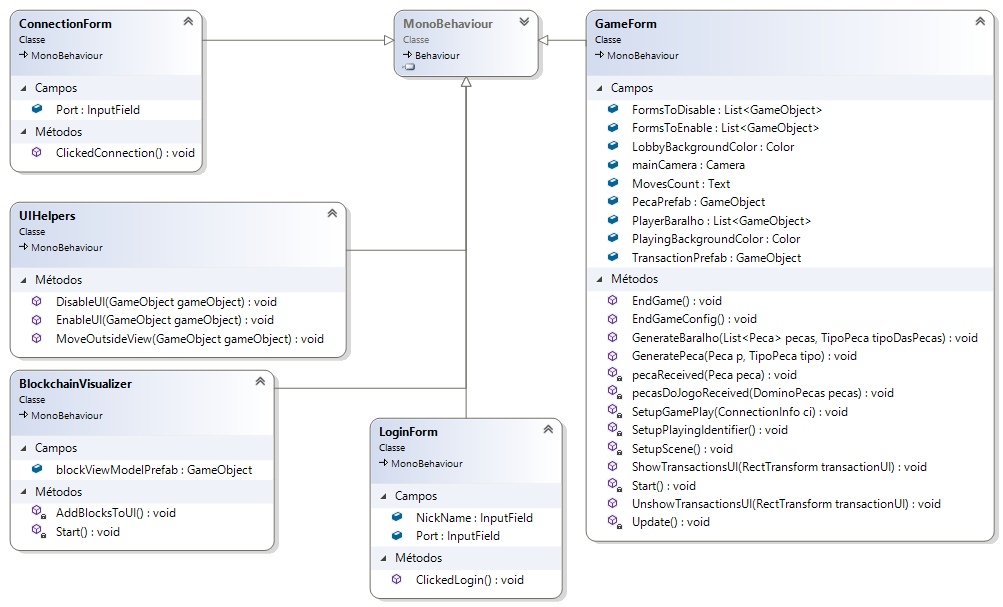 ConnectionForm
Classe
MonoBehaviour
Campos
Port : InputField
Métodos
ClickedConnection() : void
MonoBehaviour
Classe
Behaviour
GameForm
Classe
MonoBehaviour
Campos
FormsToDisable : List<GameObject>
FormsToEnable : List<GameObject>
LobbyBackgroundColor : Color
mainCamera : Camera
MovesCount : Text
PecaPrefab : GameObject
PlayerBaralho : List<GameObject>
PlayingBackgroundColor : Color
TransactionPrefab : GameObject
Métodos
EndGame() : void
EndGameConfig() : void
GenerateBaralho(List<Peca> pecas, TipoPeca tipoDasPecas) : void
GeneratePeca(Peca p, TipoPeca tipo) : void
pecaReceived(Peca peca) : void
pecasDoJogoReceived(DominoPecas pecas) : void
SetupGamePlay(ConnectionInfo ci) : void
SetupPlayingIdentifier() : void
SetupScene() : void
ShowTransactionsUI(RectTransform transactionUI) : void
Start() : void
UnshowTransactionsUI(RectTransform transactionUI) : void
Update() : void
UIHelpers
Classe
MonoBehaviour
Métodos
DisableUI(GameObject gameObject) : void
EnableUI(GameObject gameObject) : void
MoveOutsideView(GameObject gameObject) : void
BlockchainVisualizer
Classe
MonoBehaviour
Campos
blockViewModelPrefab : GameObject
Métodos
AddBlocksToUI() : void
Start() : void
LoginForm
Classe
MonoBehaviour
Campos
NickName : InputField
Port : InputField
Métodos
ClickedLogin() : void